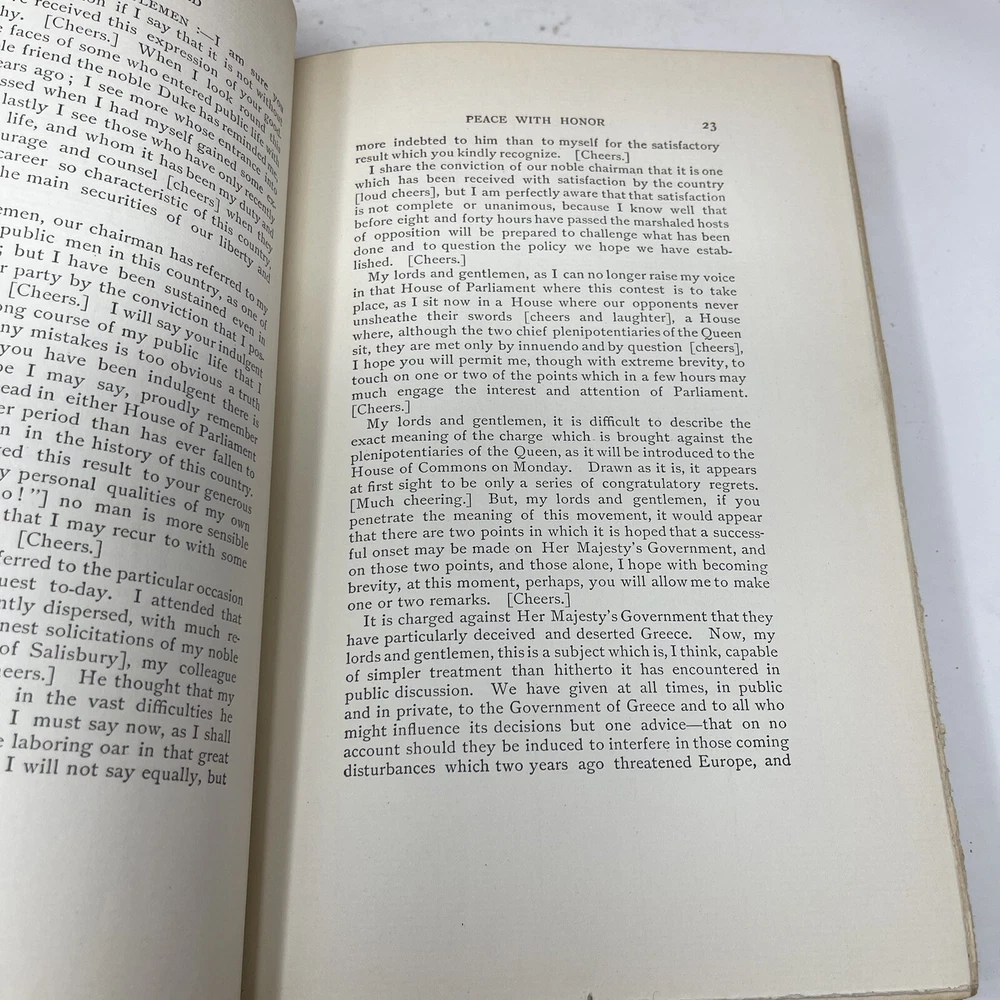 LEMEN :—I am sure you
on if I say that it is not without
ve received this expression of your good
hy. [Cheers.] When I look round this
e faces of some who entered public life with
le friend the noble Duke has reminded me
ears ago ; I see more whose entrance into
ssed when I had myself gained some ex-
lastly I see those who have only recently
life, and whom it has been my duty and
urage and counsel [cheers] when they
career so characteristic of this country,
he main securities of our liberty and
emen, our chairman has referred to my
public men in this country, as one of
; but I have been sustained even in
r party by the conviction that I pos-
[Cheers.] I will say your indulgent
ong course of my public life that I
ny mistakes is too obvious a truth
you have been indulgent there is
pe I may say, proudly remember
ead in either House of Parliament
er period than has ever fallen to
n in the history of this country.
ed this result to your generous
y personal qualities of my own
o ! "] no man is more sensible
that I may recur to with some
[Cheers.]
ferred to the particular occasion
uest to-day. I attended that
ntly dispersed, with much re-
nest solicitations of my noble
of Salisbury], my colleague
heers.] He thought that my
in the vast difficulties he
I must say now, as I shall
e laboring oar in that great
I will not say equally, but
PEACE WITH HONOR 23
more indebted to him than to myself for the satisfactory
result which you kindly recognize. [Cheers.]
I share the conviction of our noble chairman that it is one
which has been received with satisfaction by the country
[loud cheers], but I am perfectly aware that that satisfaction
is not complete or unanimous, because I know well that
before eight and forty hours have passed the marshaled hosts
of opposition will be prepared to challenge what has been
done and to question the policy we hope we have estab-
lished. [Cheers.]
My lords and gentlemen, as I can no longer raise my voice
in that House of Parliament where this contest is to take
place, as I sit now in a House where our opponents never
unsheathe their swords [cheers and laughter], a House
where, although the two chief plenipotentiaries of the Queen
sit, they are met only by innuendo and by question [cheers],
I hope you will permit me, though with extreme brevity, to
touch on one or two of the points which in a few hours may
much engage the interest and attention of Parliament.
[Cheers.]
My lords and gentlemen, it is difficult to describe the
exact meaning of the charge which is brought against the
plenipotentiaries of the Queen, as it will be introduced to the
House of Commons on Monday. Drawn as it is, it appears
at first sight to be only a series of congratulatory regrets.
[Much cheering.] But, my lords and gentlemen, if you
penetrate the meaning of this movement, it would appear
that there are two points in which it is hoped that a success-
ful onset may be made on Her Majesty's Government, and
on those two points, and those alone, I hope with becoming
brevity, at this moment, perhaps, you will allow me to make
one or two remarks. [Cheers.]
It is charged against Her Majesty's Government that they
have particularly deceived and deserted Greece. Now, my
lords and gentlemen, this is a subject which is, I think, capable
of simpler treatment than hitherto it has encountered in
public discussion. We have given at all times, in public
and in private, to the Government of Greece and to all who
might influence its decisions but one advice—that on no
account should they be induced to interfere in those coming
disturbances which two years ago threatened Europe, and